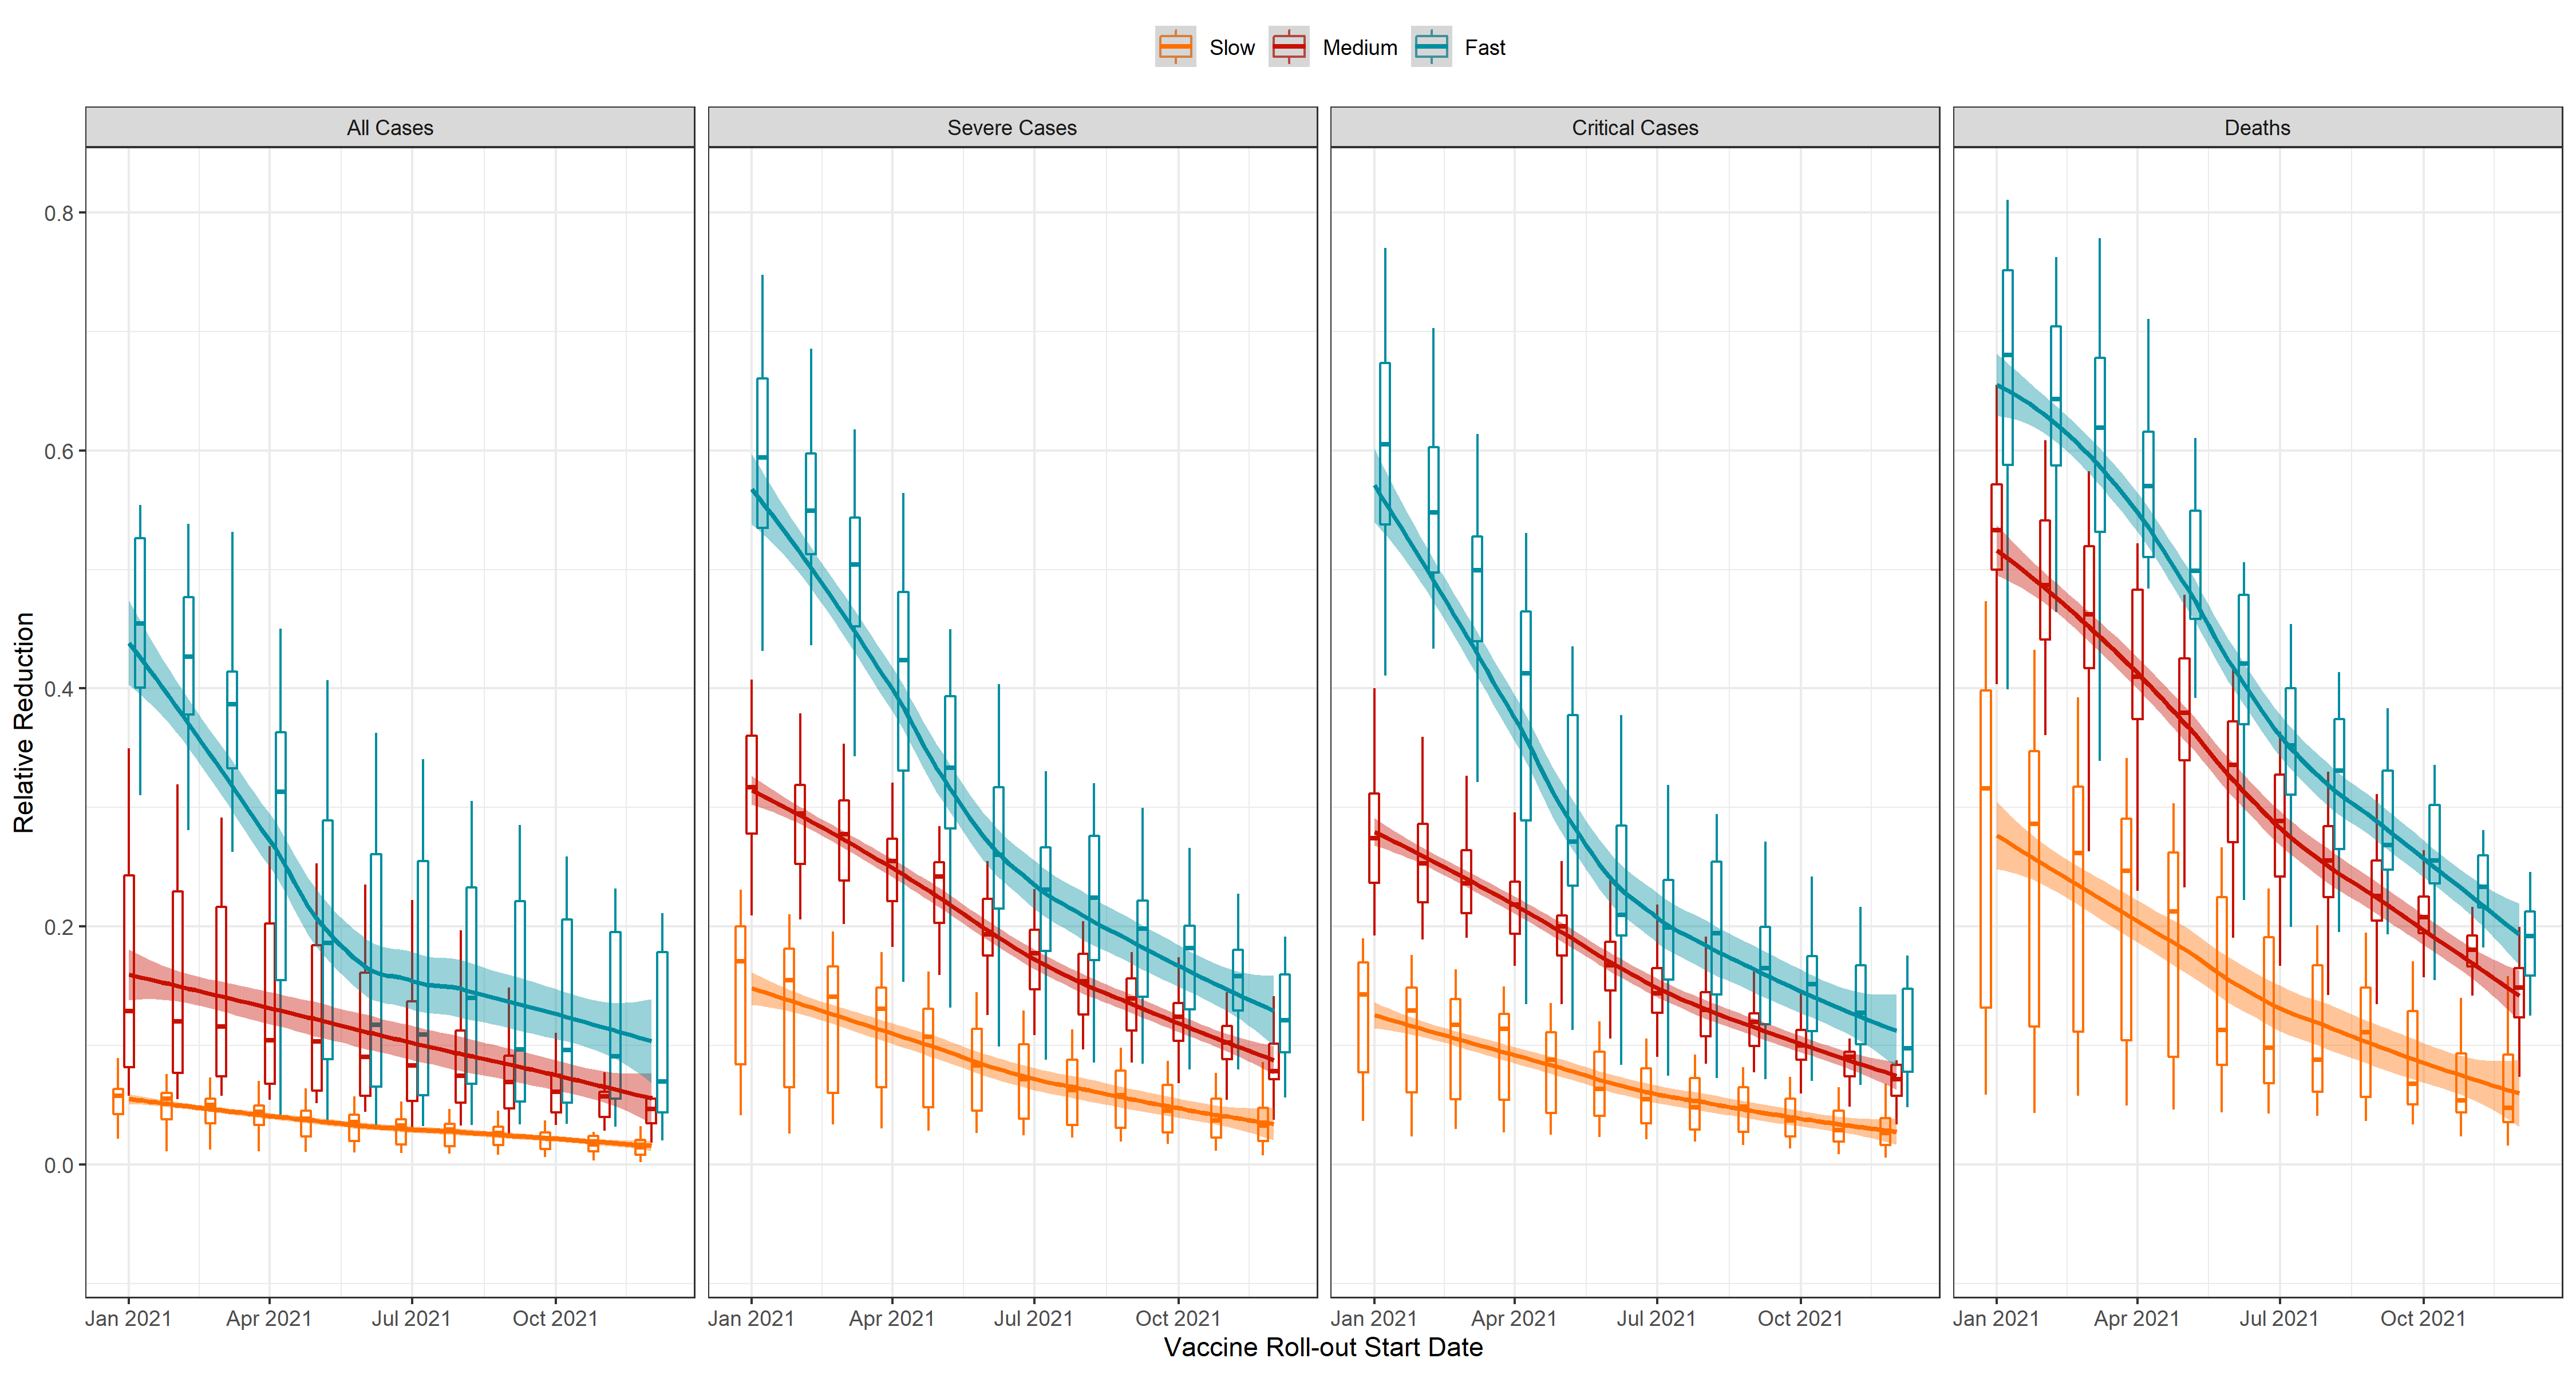 Slow Medium Fast
All Cases Severe Cases Critical Cases Deaths
0.8
0.6
0.4
0.2
0.0
Relative Reduction
Jan 2021 Apr 2021 Jul 2021 Oct 2021 Jan 2021 Apr 2021 Jul 2021 Oct 2021 Jan 2021 Apr 2021 Jul 2021 Oct 2021 Jan 2021 Apr 2021 Jul 2021 Oct 2021
Vaccine Roll-out Start Date